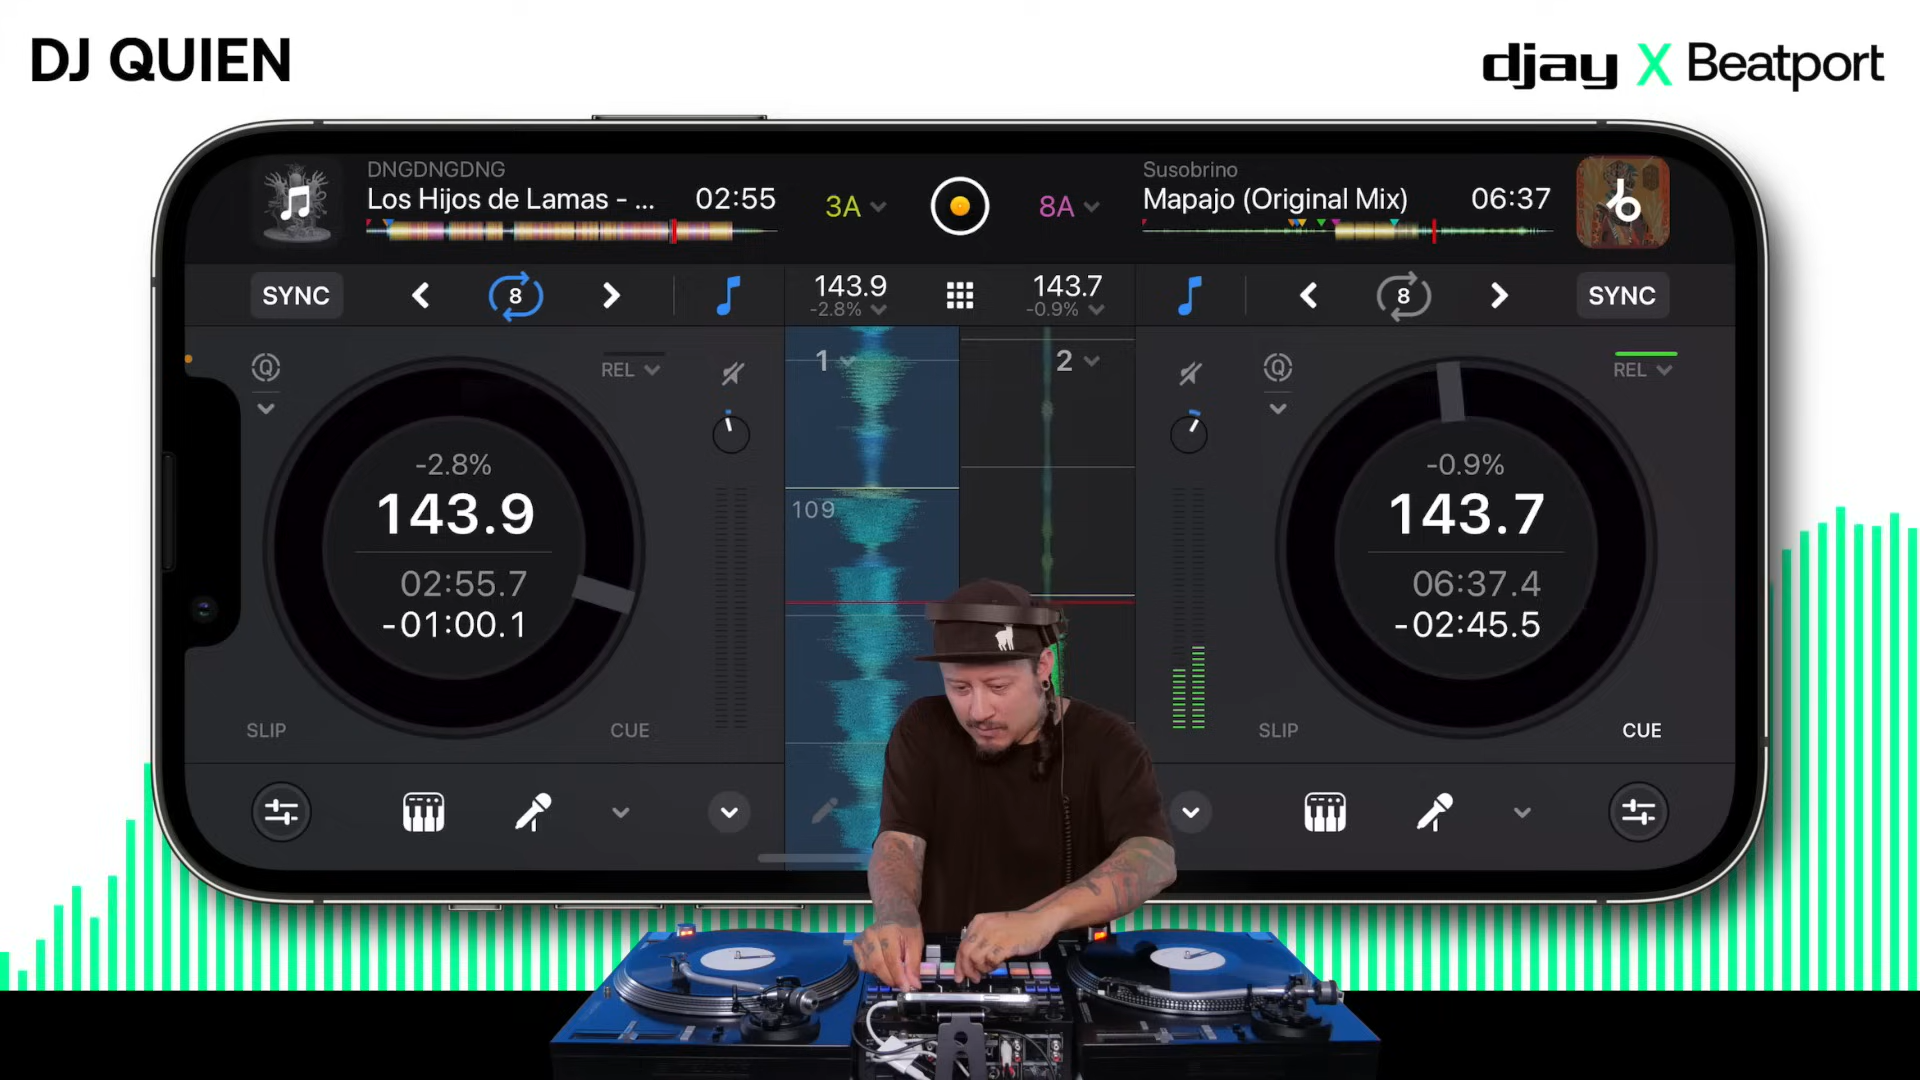 DJ QUIEN
djay X Beatport
DNGDNGDNG
Los Hijos de Lamas - ...
02:55
3A
8A
Susobrino
Mapajo (Original Mix)
06:37
SYNC
8
143.9
-2.8%
143.7
-0.9%
8
SYNC
Q
REL
1
2
Q
REL
109
-2.8%
143.9
02:55.7
-01:00.1
-0.9%
143.7
06:37.4
-02:45.5
SLIP
CUE
SLIP
CUE